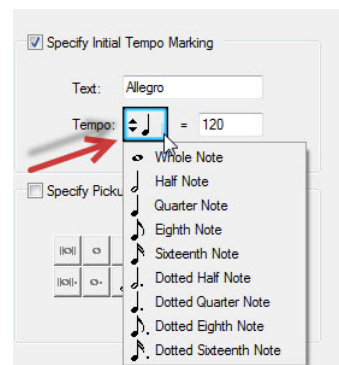 Specify Initial Tempo Marking
Text: Allegro
Tempo: = 120
Whole Note
Half Note
Specify Picku
Quarter Note
Eighth Note
Sixteenth Note
Dotted Half Note
Dotted Quarter Note
Dotted Eighth Note
Dotted Sixteenth Note